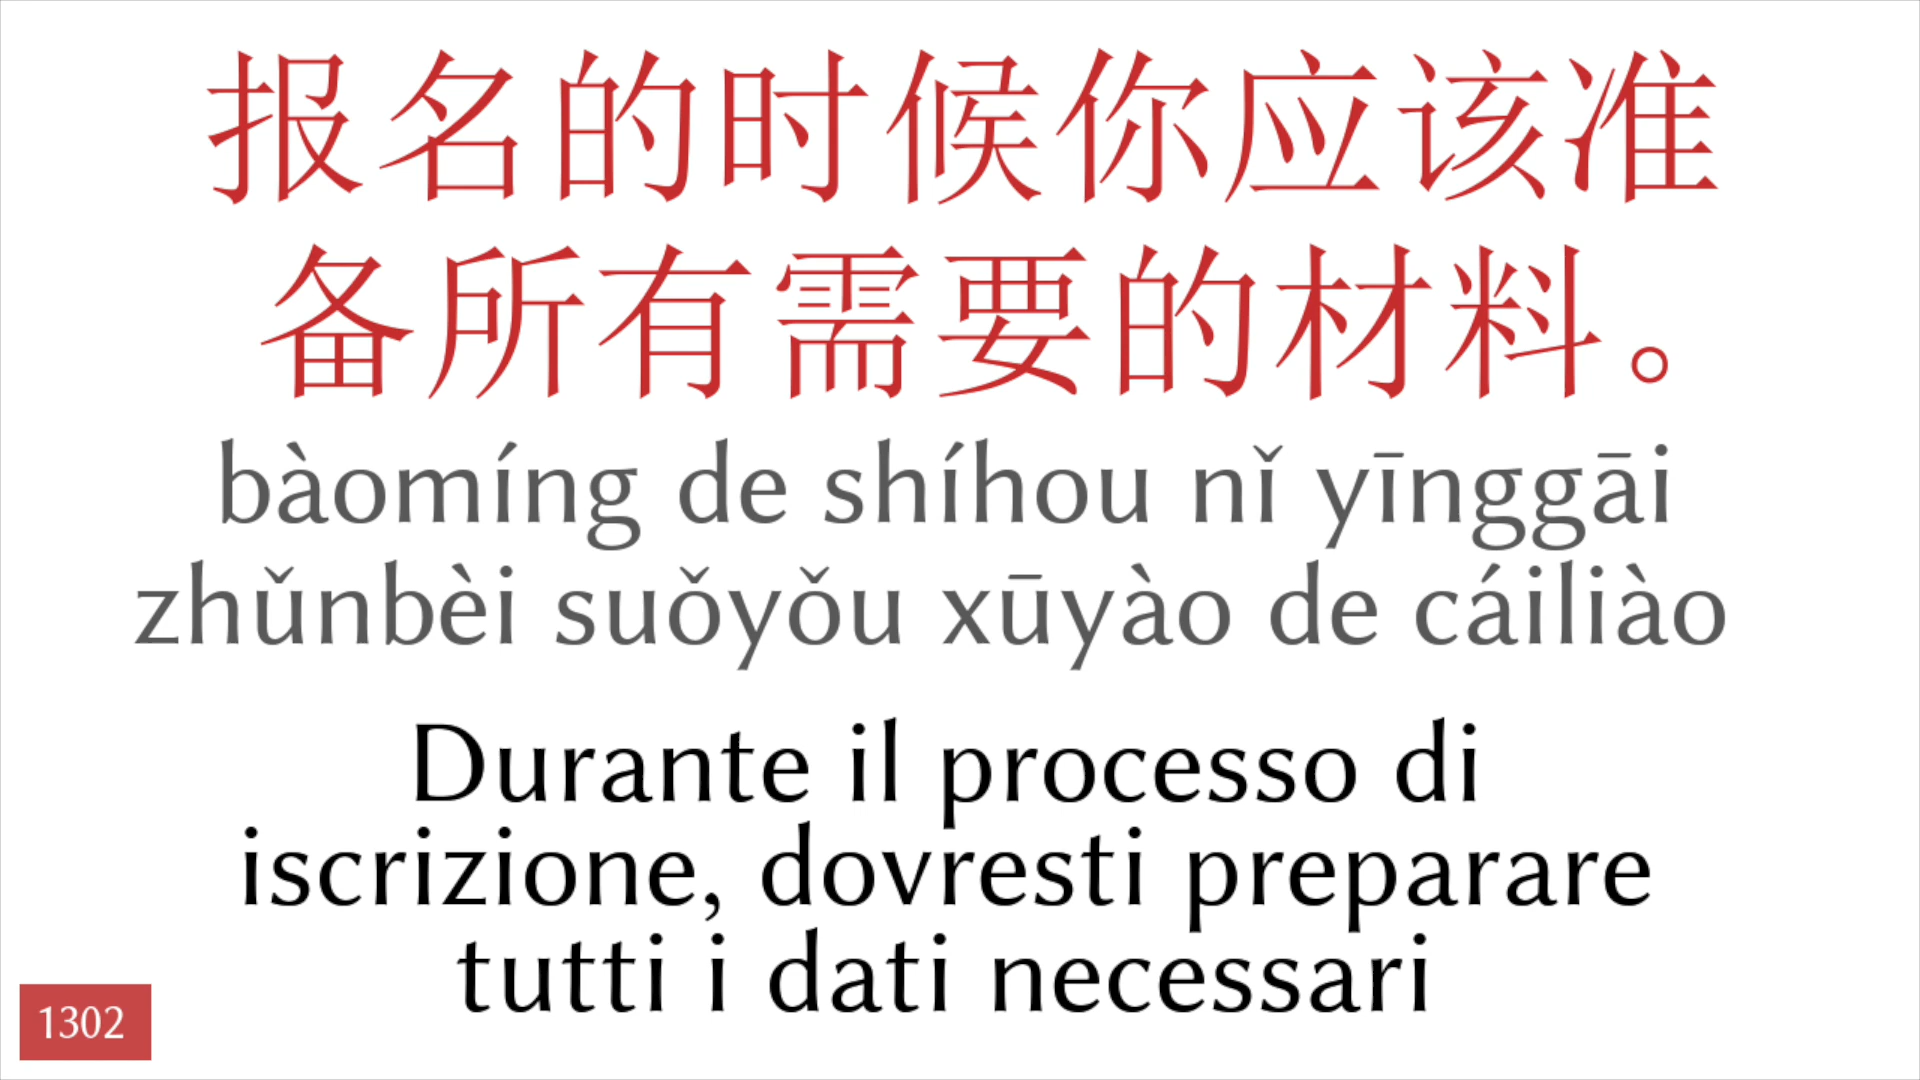 报名的时候你应该准
备所有需要的材料。
bàomíng de shíhou nǐ yīnggāi
zhǔnbèi suǒyǒu xūyào de cáiliào
Durante il processo di
iscrizione, dovresti preparare
tutti i dati necessari
1302